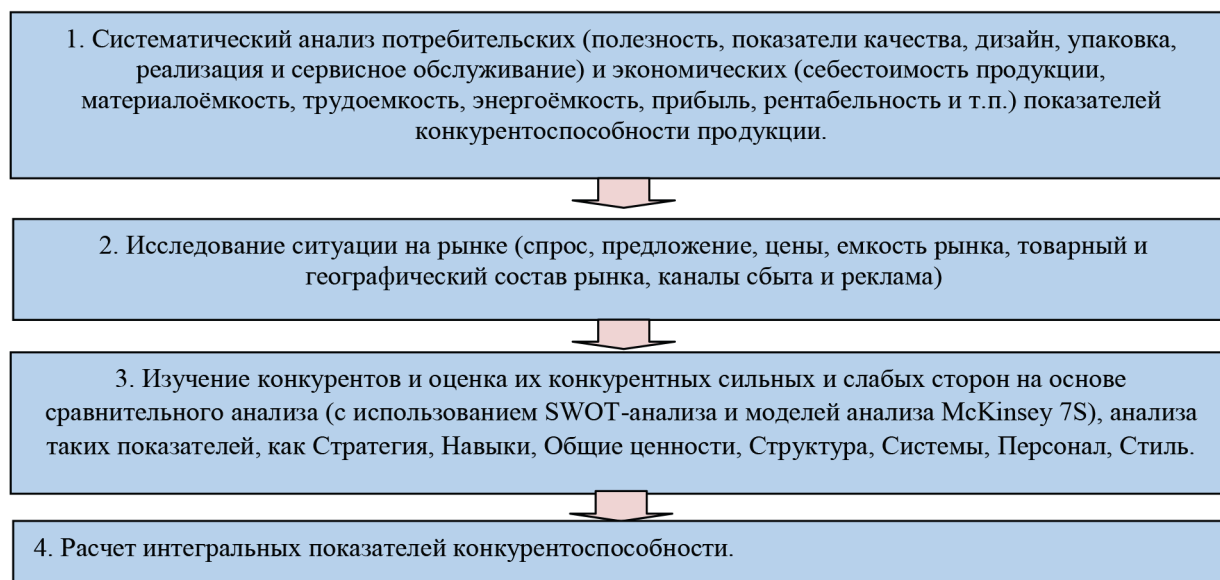 1. Систематический анализ потребительских (полезность, показатели качества, дизайн, упаковка,
реализация и сервисное обслуживание) и экономических (себестоимость продукции,
материалоёмкость, трудоемкость, энергоёмкость, прибыль, рентабельность и т.п.) показателей
конкурентоспособности продукции.
2. Исследование ситуации на рынке (спрос, предложение, цены, емкость рынка, товарный и
географический состав рынка, каналы сбыта и реклама)
3. Изучение конкурентов и оценка их конкурентных сильных и слабых сторон на основе
сравнительного анализа (с использованием SWOT-анализа и моделей анализа McKinsey 7S), анализа
таких показателей, как Стратегия, Навыки, Общие ценности, Структура, Системы, Персонал, Стиль.
4. Расчет интегральных показателей конкурентоспособности.